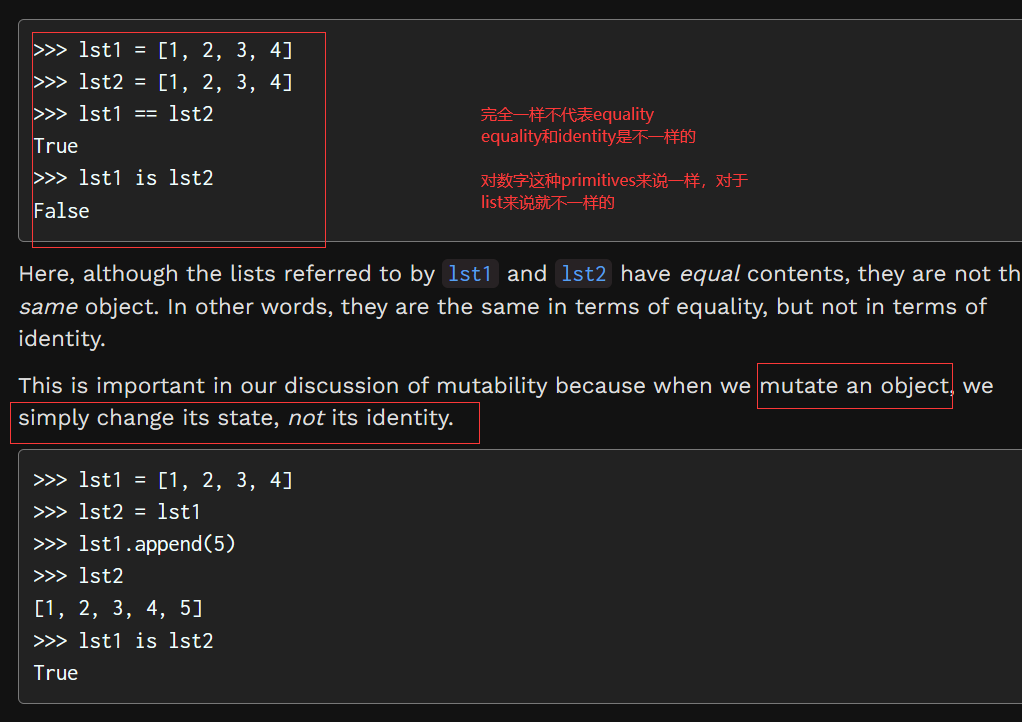 >>> lst1 = [1, 2, 3, 4]
>>> lst2 = [1, 2, 3, 4]
>>> lst1 == lst2
True
>>> lst1 is lst2
False
完全一样不代表equality
equality和identity是不一样的
对数字这种primitives来说一样，对于
list来说就不一样的
Here, although the lists referred to by lst1 and lst2 have equal contents, they are not th
same object. In other words, they are the same in terms of equality, but not in terms of
identity.
This is important in our discussion of mutability because when we mutate an object, we
simply change its state, not its identity.
>>> lst1 = [1, 2, 3, 4]
>>> lst2 = lst1
>>> lst1.append(5)
>>> lst2
[1, 2, 3, 4, 5]
>>> lst1 is lst2
True